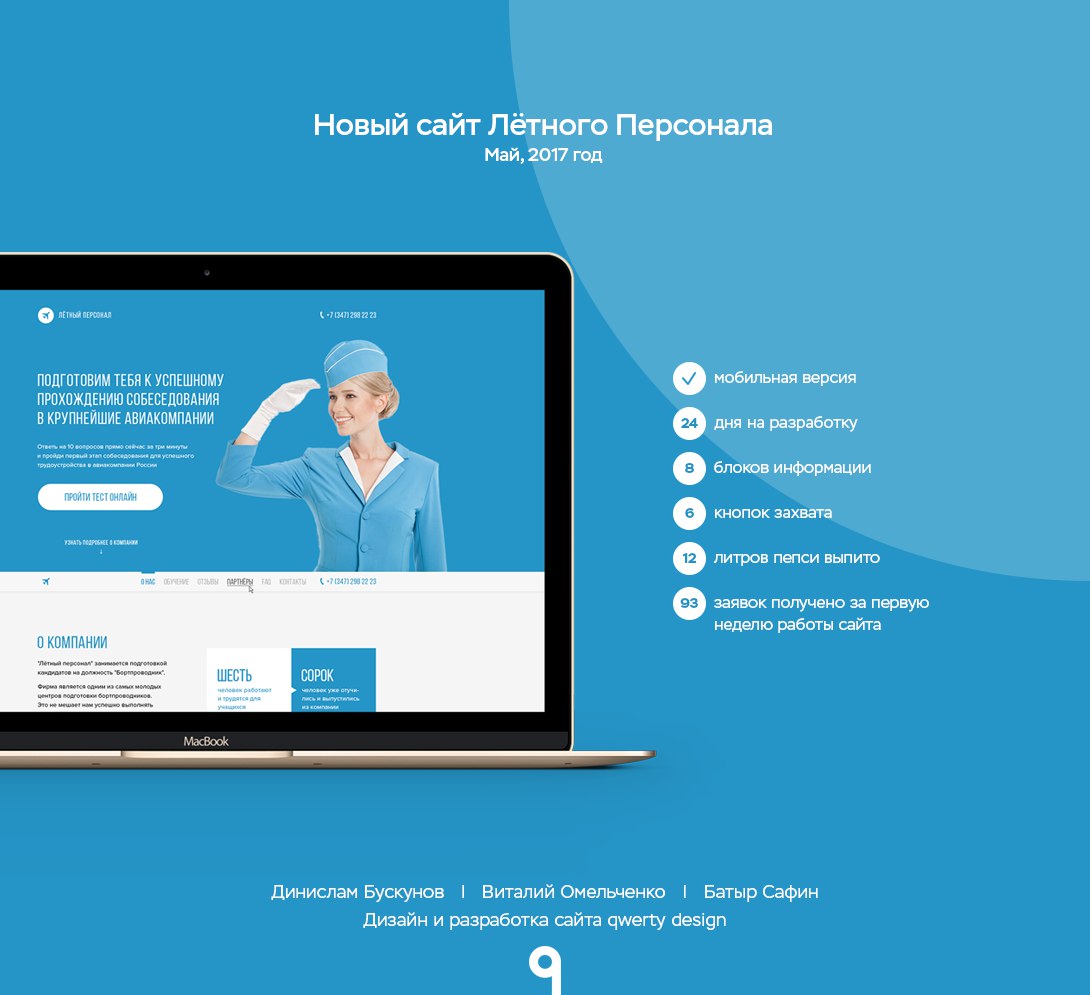 Новый сайт Лётного Персонала
Май, 2017 год
ЛЁТНЫЙ ПЕРСОНАЛ
+7 (347) 298 22 23
ПОДГОТОВИМ ТЕБЯ К УСПЕШНОМУ
ПРОХОЖДЕНИЮ СОБЕСЕДОВАНИЯ
В КРУПНЕЙШИЕ АВИАКОМПАНИИ
Ответь на 10 вопросов прямо сейчас за три минуты
и пройди первый этап собеседования для успешного
трудоустройства в авиакомпании России
ПРОЙТИ ТЕСТ ОНЛАЙН
УЗНАТЬ ПОДРОБНЕЕ О КОМПАНИИ
↓
О НАС ОБУЧЕНИЕ ОТЗЫВЫ ПАРТНЁРЫ FAQ КОНТАКТЫ +7 (347) 298 22 23
О КОМПАНИИ
"Лётный персонал" занимается подготовкой
кандидатов на должность "Бортпроводник".
Фирма является одним из самых молодых
центров подготовки бортпроводников.
Это не мешает нам успешно выполнять
ШЕСТЬ
человек работают
и трудятся для
учащихся
СОРОК
человек уже отучи-
лись и выпустились
из компании
MacBook
мобильная версия
24 дня на разработку
8 блоков информации
6 кнопок захвата
12 литров пепси выпито
93 заявок получено за первую
неделю работы сайта
Динислам Бускунов | Виталий Омельченко | Батыр Сафин
Дизайн и разработка сайта qwerty design
q